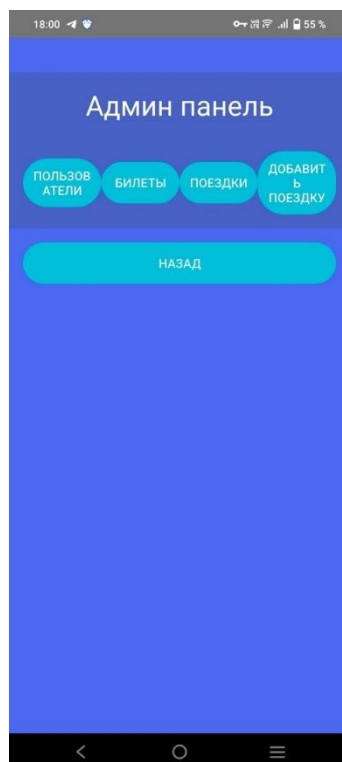 18:00 55 %
Админ панель
ПОЛЬЗОВ
АТЕЛИ
БИЛЕТЫ
ПОЕЗДКИ
ДОБАВИТ
Ь
ПОЕЗДКУ
НАЗАД